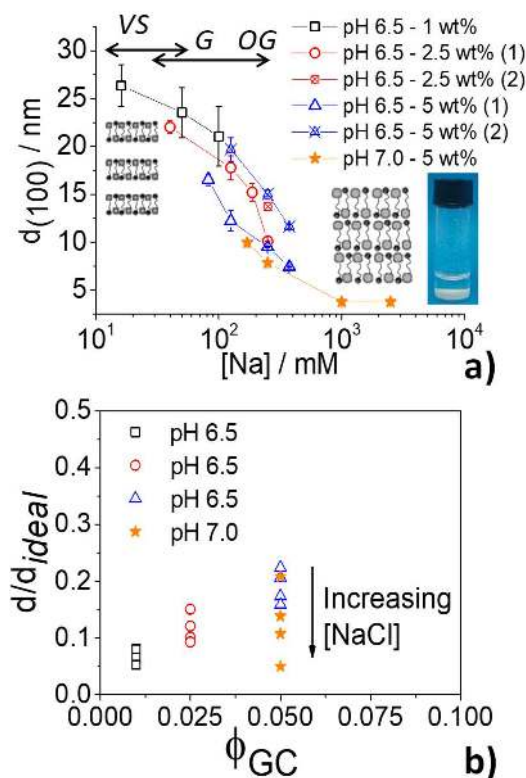 VS
G
OG
pH 6.5 - 1 wt%
pH 6.5 - 2.5 wt% (1)
pH 6.5 - 2.5 wt% (2)
pH 6.5 - 5 wt% (1)
pH 6.5 - 5 wt% (2)
pH 7.0 - 5 wt%
d(100) / nm
30
25
20
15
10
5
10¹
10²
10³
10⁴
[Na] / mM
a)
0.5
0.4
0.3
0.2
0.1
0.0
d/d_ideal
pH 6.5
pH 6.5
pH 6.5
pH 7.0
Increasing
[NaCl]
0.000
0.025
0.050
0.075
0.100
ϕGC
b)